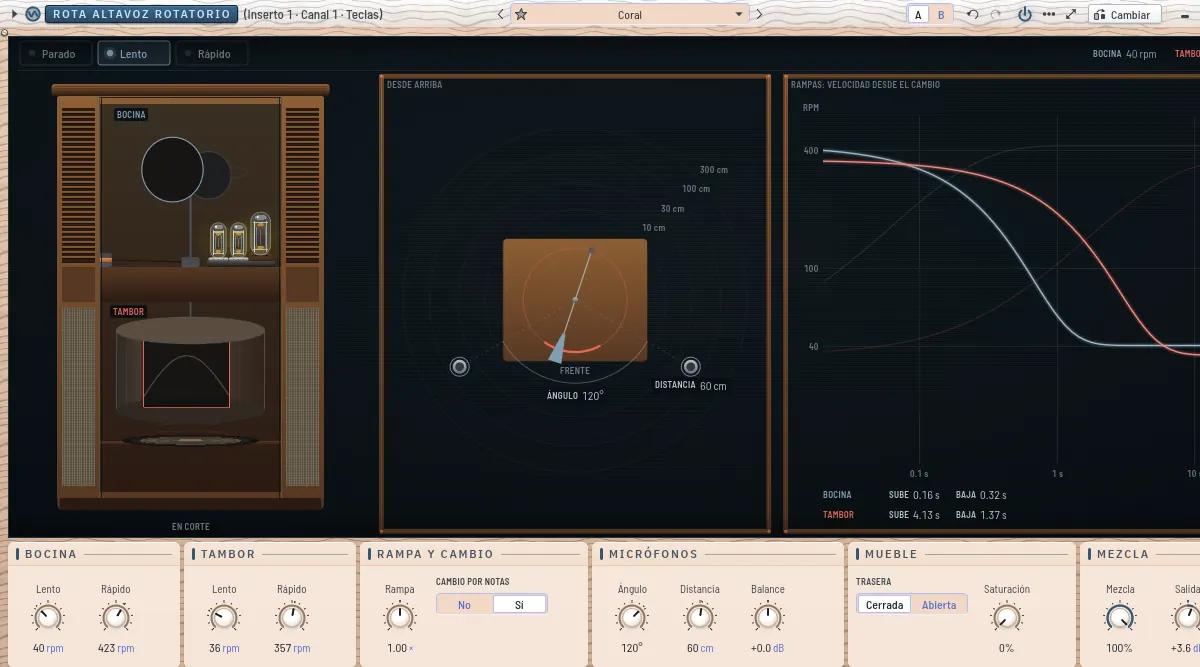 ROTA ALTAVOZ ROTATORIO (Inserto 1 · Canal 1 · Teclas)
Coral
A B
Cambiar
Parado Lento Rápido
BOCINA 40 rpm
BOCINA
TAMBOR
EN CORTE
DESDE ARRIBA
300 cm
100 cm
30 cm
10 cm
FRENTE
ÁNGULO 120°
DISTANCIA 60 cm
RAMPAS: VELOCIDAD DESDE EL CAMBIO
RPM
400
100
40
0.1 s 1 s 10
BOCINA SUBE 0.16 s BAJA 0.32 s
TAMBOR SUBE 4.13 s BAJA 1.37 s
BOCINA
Lento Rápido
40 rpm 423 rpm
TAMBOR
Lento Rápido
36 rpm 357 rpm
RAMPA Y CAMBIO
Rampa
1.00 ×
CAMBIO POR NOTAS
No Sí
MICRÓFONOS
Ángulo Distancia Balance
120° 60 cm +0.0 dB
MUEBLE
TRASERA
Cerrada Abierta
Saturación
0%
MEZCLA
Mezcla Salida
100% +3.6